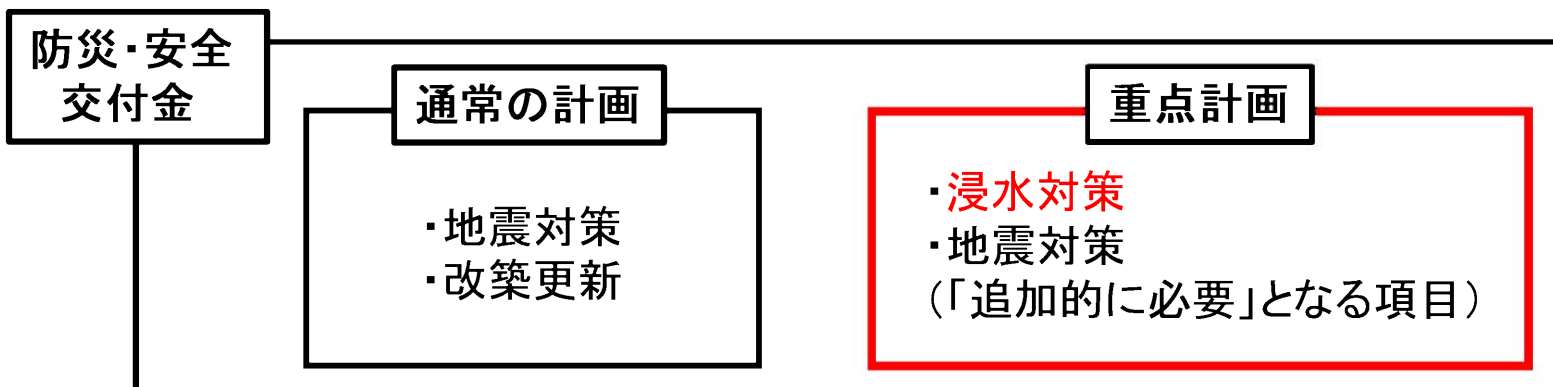 防災・安全
交付金
通常の計画
・地震対策
・改築更新
重点計画
・浸水対策
・地震対策
（「追加的に必要」となる項目）